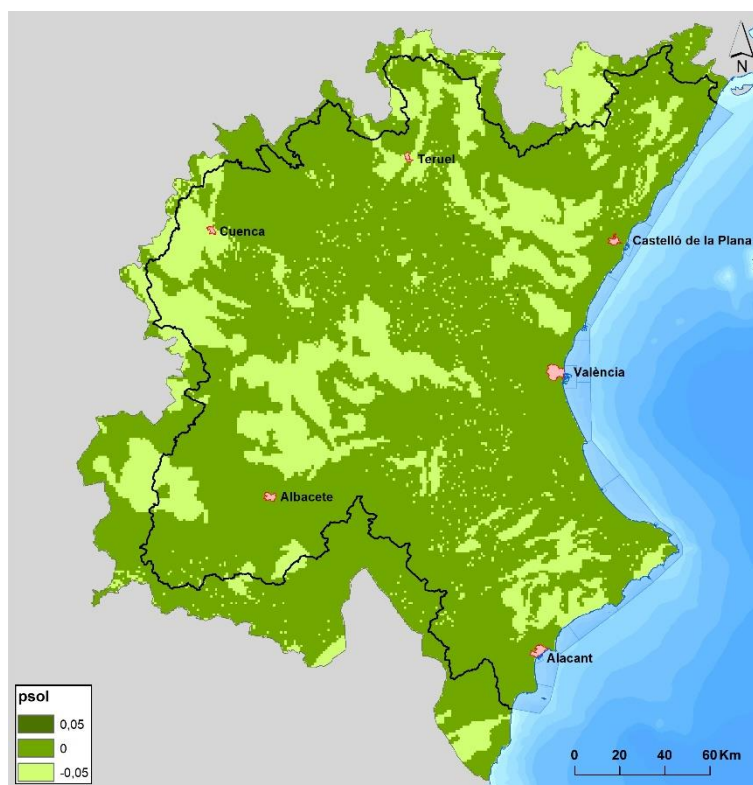 N
Teruel
Cuenca
Castelló de la Plana
València
Albacete
Alacant
psol
0,05
0
-0,05
0 20 40 60 Km